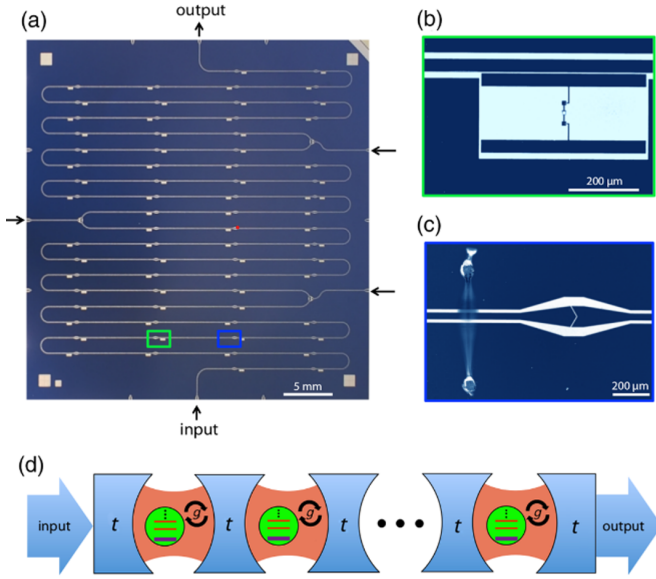 (a)
output
5 mm
input
(b)
200 µm
(c)
200 µm
(d)
input
t
g
t
g
t
t
g
t
output